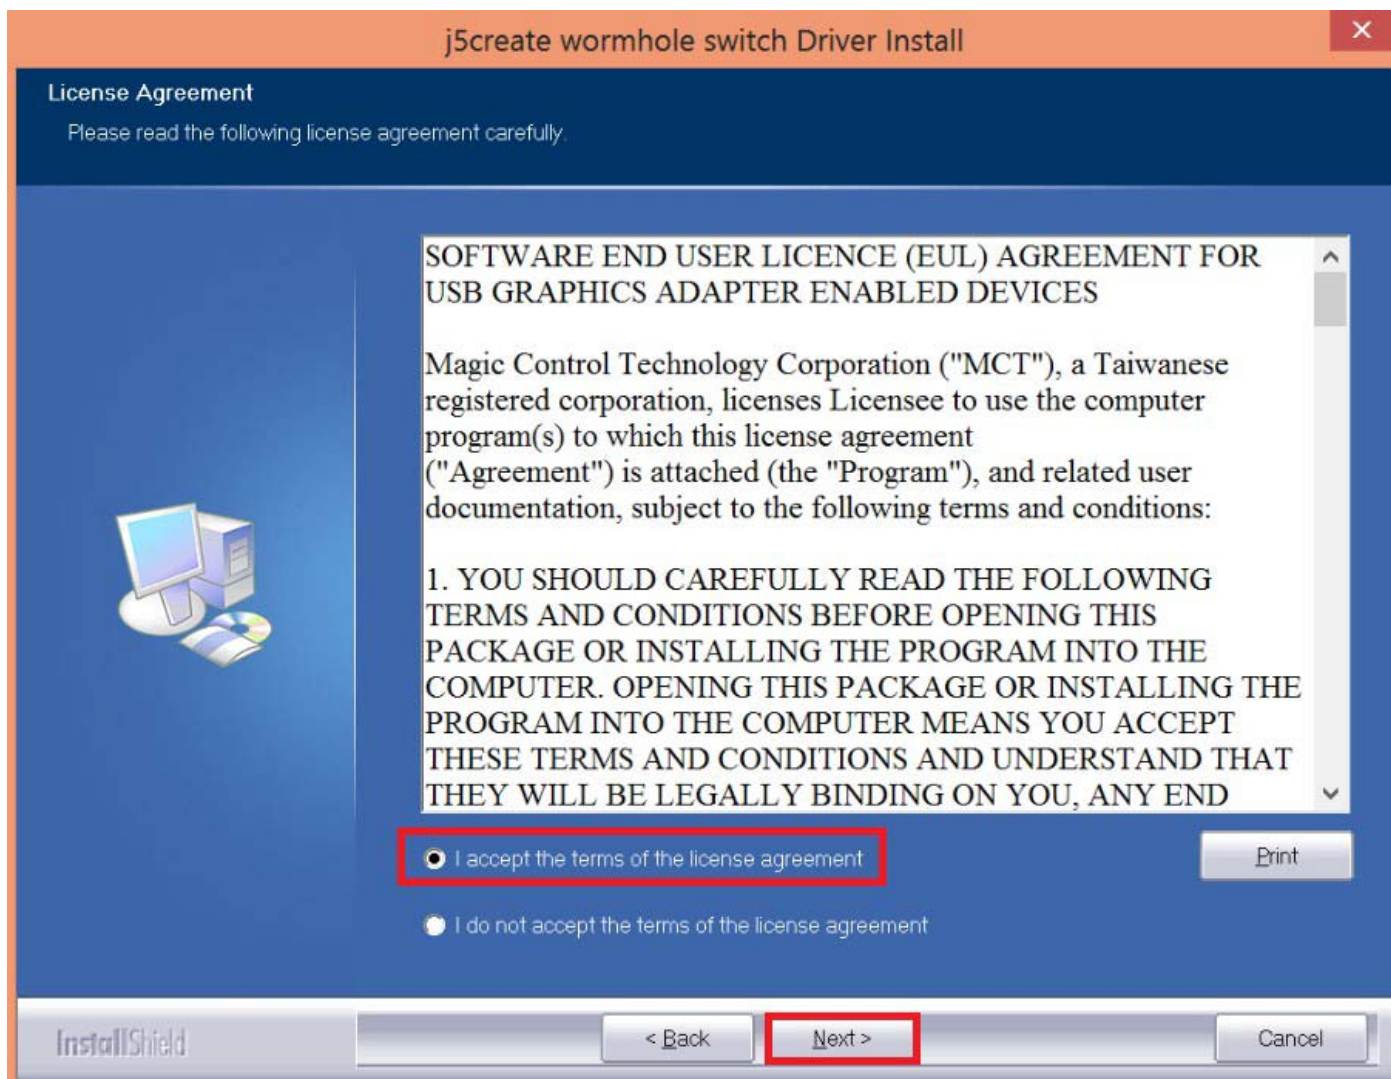 j5create wormhole switch Driver Install
License Agreement
Please read the following license agreement carefully.
SOFTWARE END USER LICENCE (EUL) AGREEMENT FOR
USB GRAPHICS ADAPTER ENABLED DEVICES
Magic Control Technology Corporation ("MCT"), a Taiwanese
registered corporation, licenses Licensee to use the computer
program(s) to which this license agreement
("Agreement") is attached (the "Program"), and related user
documentation, subject to the following terms and conditions:
1. YOU SHOULD CAREFULLY READ THE FOLLOWING
TERMS AND CONDITIONS BEFORE OPENING THIS
PACKAGE OR INSTALLING THE PROGRAM INTO THE
COMPUTER. OPENING THIS PACKAGE OR INSTALLING THE
PROGRAM INTO THE COMPUTER MEANS YOU ACCEPT
THESE TERMS AND CONDITIONS AND UNDERSTAND THAT
THEY WILL BE LEGALLY BINDING ON YOU, ANY END
I accept the terms of the license agreement
Print
I do not accept the terms of the license agreement
InstallShield
< Back
Next >
Cancel